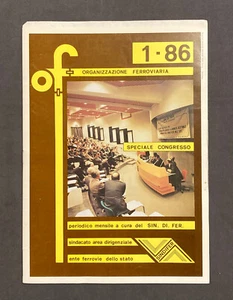 1-86
of
ORGANIZZAZIONE FERROVIARIA
SPECIALE CONGRESSO
periodico mensile a cura del SIN. DI. FER.
sindacato area dirigenziale
ente ferrovie dello stato
SINDIFER